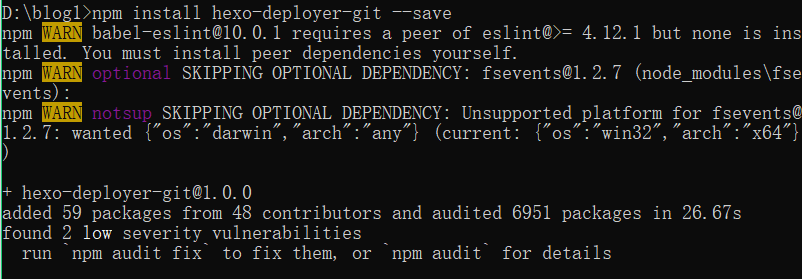 D:\blog1>npm install hexo-deployer-git --save
npm WARN babel-eslint@10.0.1 requires a peer of eslint@>= 4.12.1 but none is ins
talled. You must install peer dependencies yourself.
npm WARN optional SKIPPING OPTIONAL DEPENDENCY: fsevents@1.2.7 (node_modules\fse
vents):
npm WARN notsup SKIPPING OPTIONAL DEPENDENCY: Unsupported platform for fsevents@
1.2.7: wanted {"os":"darwin","arch":"any"} (current: {"os":"win32","arch":"x64"}
)
+ hexo-deployer-git@1.0.0
added 59 packages from 48 contributors and audited 6951 packages in 26.67s
found 2 low severity vulnerabilities
  run `npm audit fix` to fix them, or `npm audit` for details